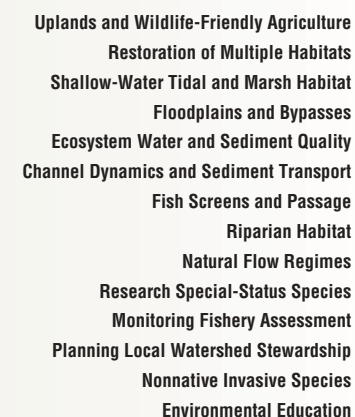 Uplands and Wildlife-Friendly Agriculture
Restoration of Multiple Habitats
Shallow-Water Tidal and Marsh Habitat
Floodplains and Bypasses
Ecosystem Water and Sediment Quality
Channel Dynamics and Sediment Transport
Fish Screens and Passage
Riparian Habitat
Natural Flow Regimes
Research Special-Status Species
Monitoring Fishery Assessment
Planning Local Watershed Stewardship
Nonnative Invasive Species
Environmental Education